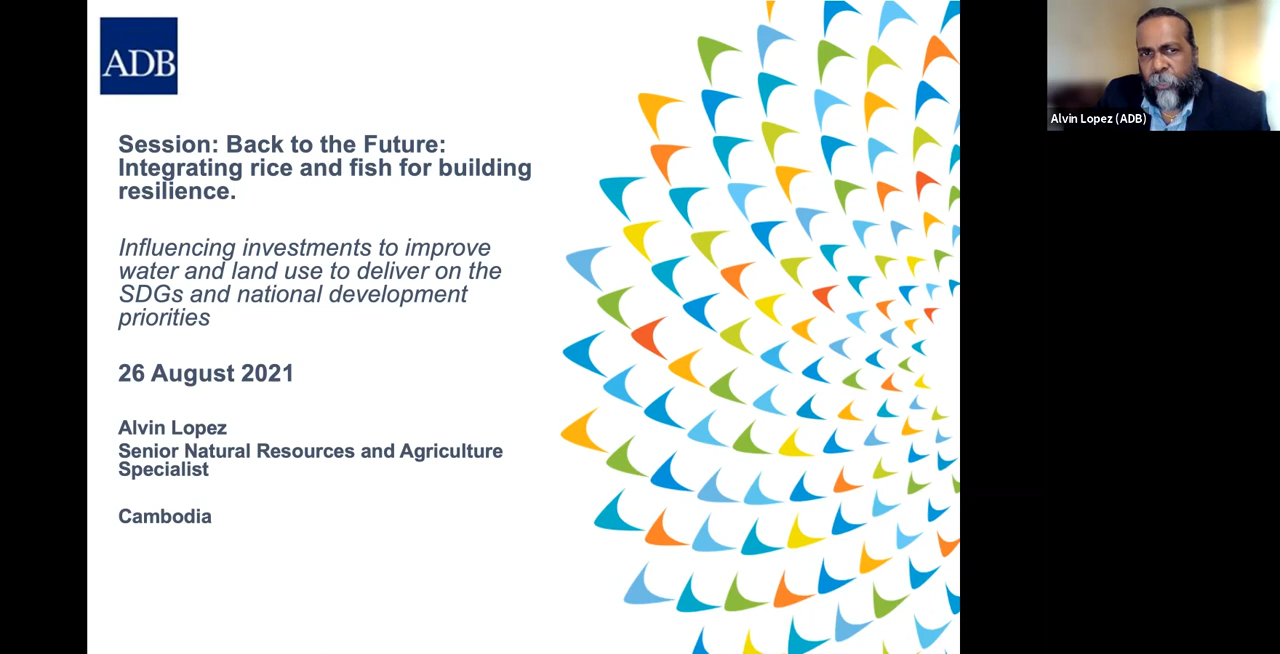 ADB
Session: Back to the Future:
Integrating rice and fish for building
resilience.
Influencing investments to improve
water and land use to deliver on the
SDGs and national development
priorities
26 August 2021
Alvin Lopez
Senior Natural Resources and Agriculture
Specialist
Cambodia
Alvin Lopez (ADB)